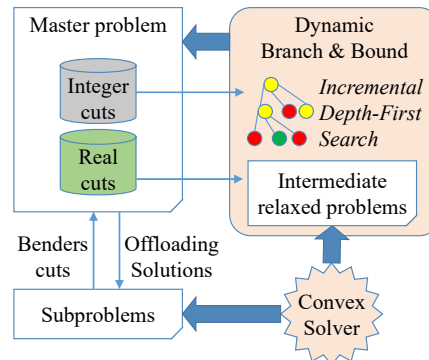 Master problem
Integer
cuts
Real
cuts
Dynamic
Branch & Bound
Incremental
Depth-First
Search
Intermediate
relaxed problems
Benders
cuts
Offloading
Solutions
Subproblems
Convex
Solver